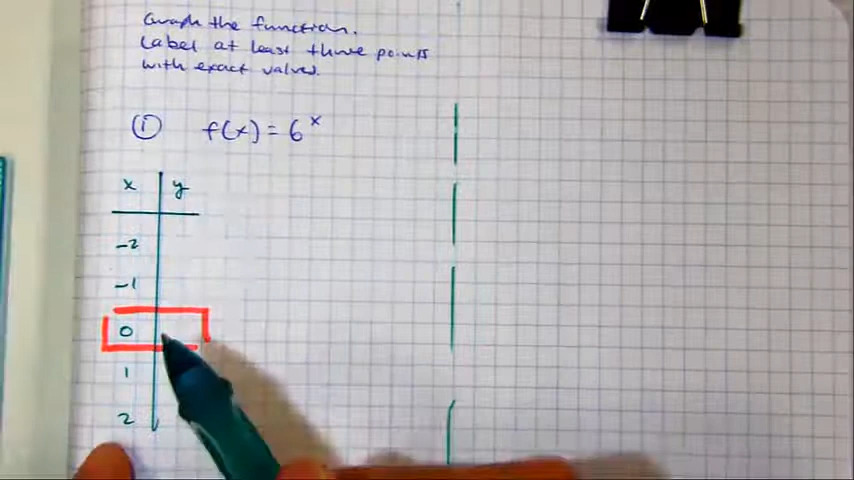 Graph the function.
Label at least three points
with exact values.
① f(x) = 6^x
x y
-2
-1
0
1
2